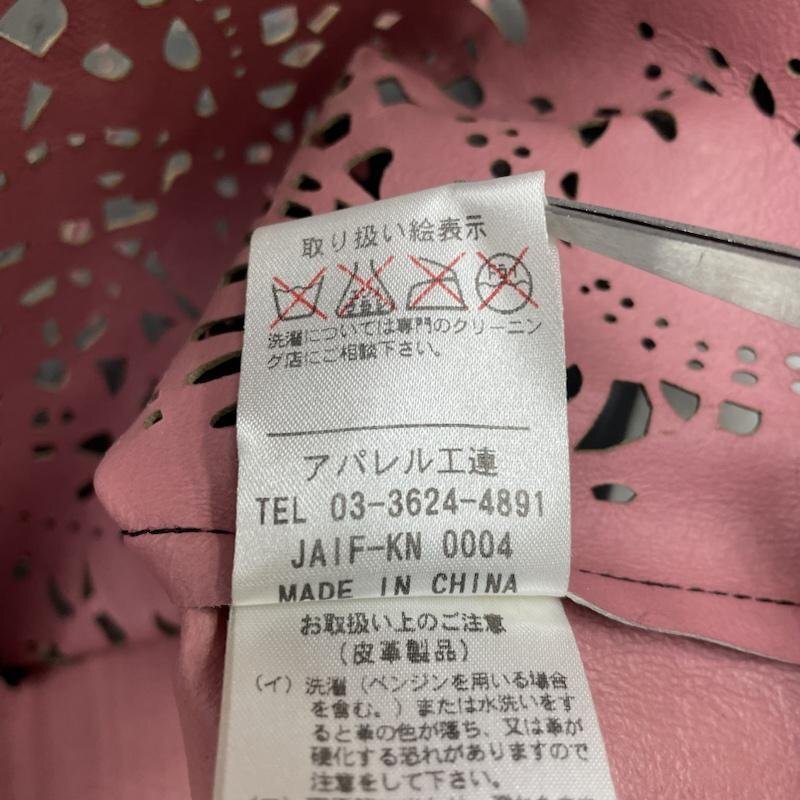 取り扱い絵表示
洗濯については専門のクリーニン
グ店にご相談下さい。
アパレル工連
TEL 03-3624-4891
JAIF-KN 0004
MADE IN CHINA
お取扱い上のご注意
(皮革製品)
(イ) 洗濯(ベンジンを用いる場合
を含む。)または水洗いをす
ると革の色が落ち、又は革が
硬化する恐れがありますので
注意をして下さい。